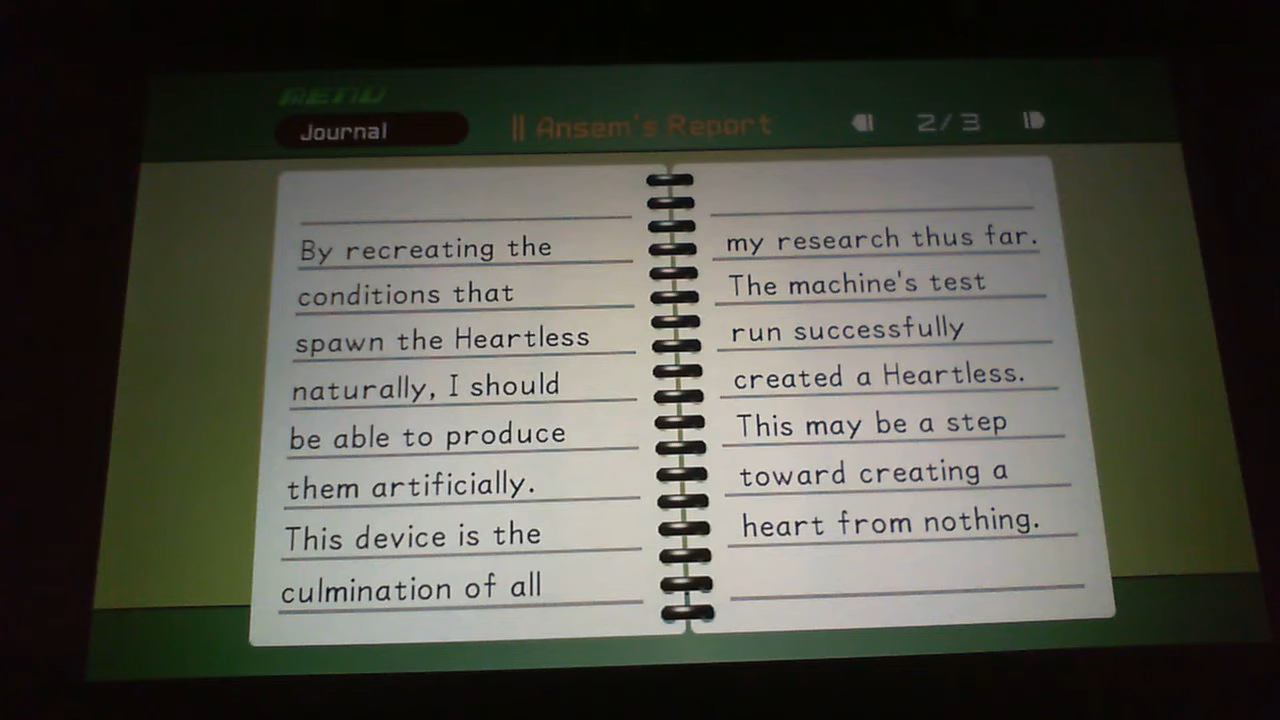 MENU
Journal
Ansem's Report
2/3
By recreating the
conditions that
spawn the Heartless
naturally, I should
be able to produce
them artificially.
This device is the
culmination of all
my research thus far.
The machine's test
run successfully
created a Heartless.
This may be a step
toward creating a
heart from nothing.